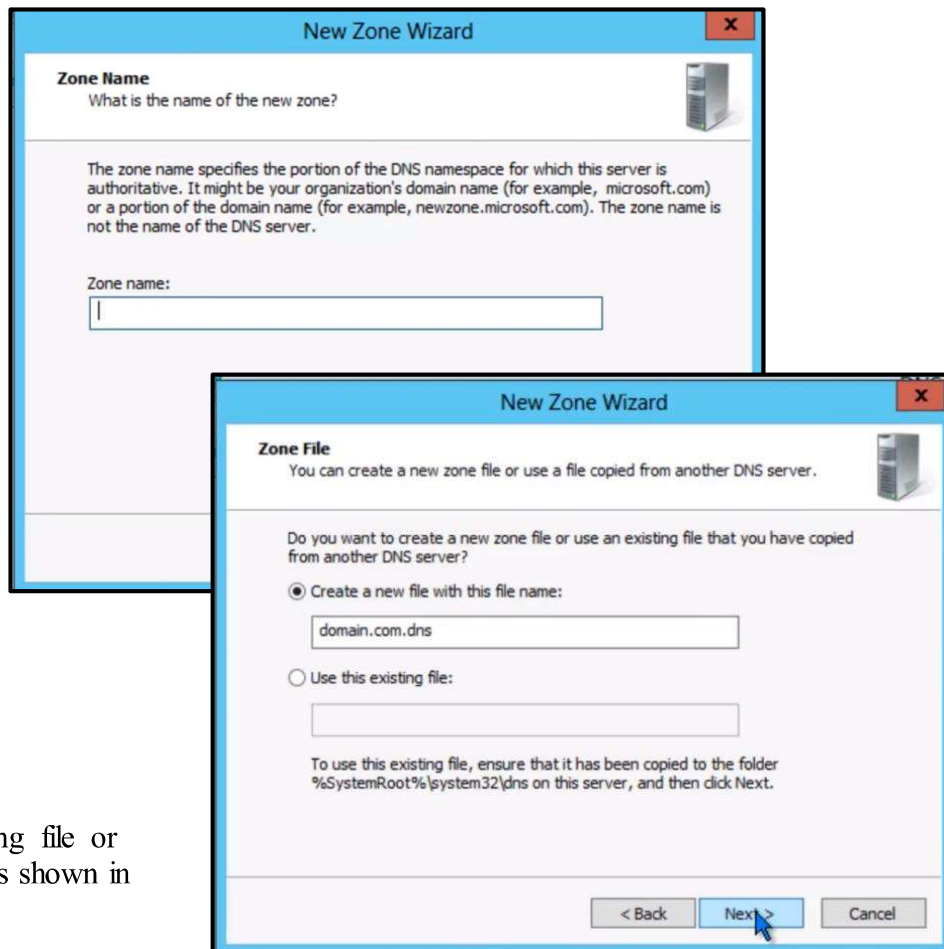 New Zone Wizard
x
Zone Name
What is the name of the new zone?
The zone name specifies the portion of the DNS namespace for which this server is
authoritative. It might be your organization's domain name (for example, microsoft.com)
or a portion of the domain name (for example, newzone.microsoft.com). The zone name is
not the name of the DNS server.
Zone name:
New Zone Wizard
x
Zone File
You can create a new zone file or use a file copied from another DNS server.
Do you want to create a new zone file or use an existing file that you have copied
from another DNS server?
Create a new file with this file name:
domain.com.dns
Use this existing file:
To use this existing file, ensure that it has been copied to the folder
%SystemRoot%\system32\dns on this server, and then click Next.
< Back Next > Cancel
file or
shown in